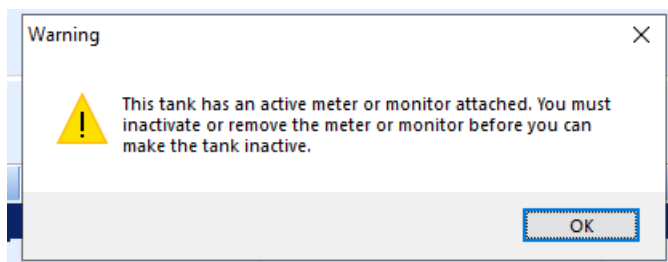 Warning
This tank has an active meter or monitor attached. You must
inactivate or remove the meter or monitor before you can
make the tank inactive.
OK